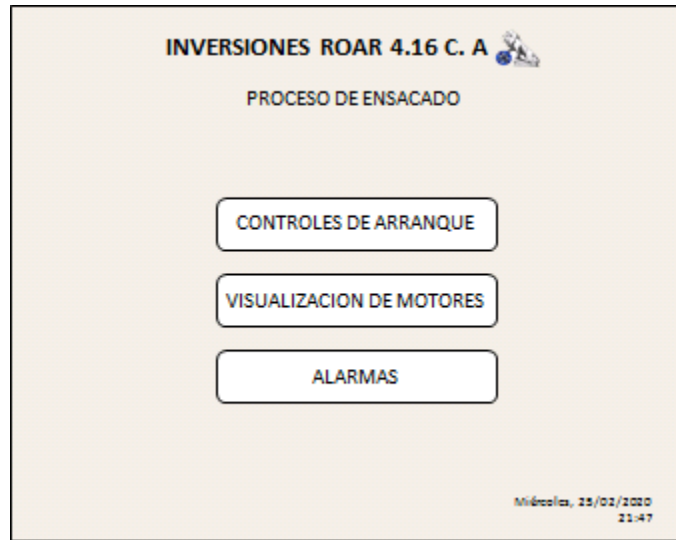 INVERSIONES ROAR 4.16 C. A
PROCESO DE ENSACADO
CONTROLES DE ARRANQUE
VISUALIZACION DE MOTORES
ALARMAS
Miércoles, 25/02/2020
21:47